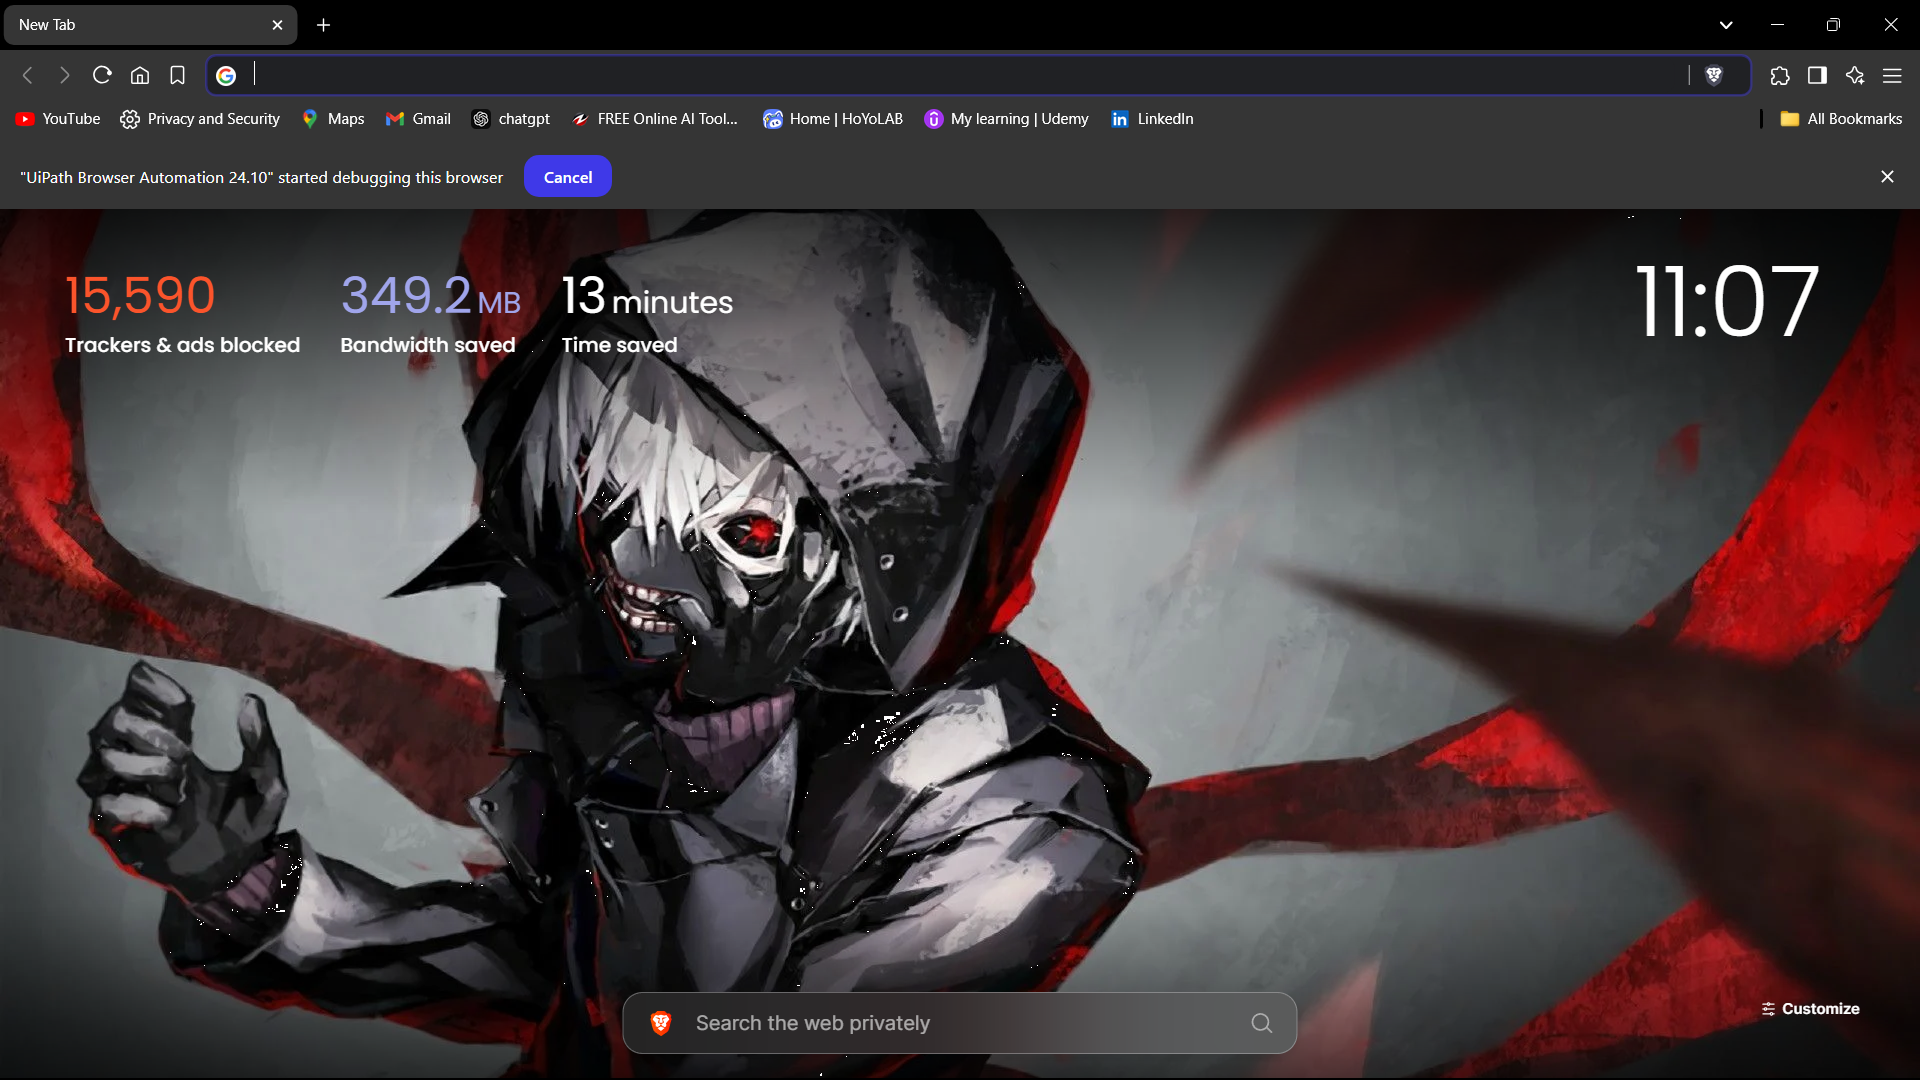 New Tab
YouTube
Privacy and Security
Maps
Gmail
chatgpt
FREE Online AI Tool...
Home | HoYoLAB
My learning | Udemy
LinkedIn
All Bookmarks
"UiPath Browser Automation 24.10" started debugging this browser
Cancel
15,590
Trackers & ads blocked
349.2 MB
Bandwidth saved
13 minutes
Time saved
11:07
Search the web privately
Customize